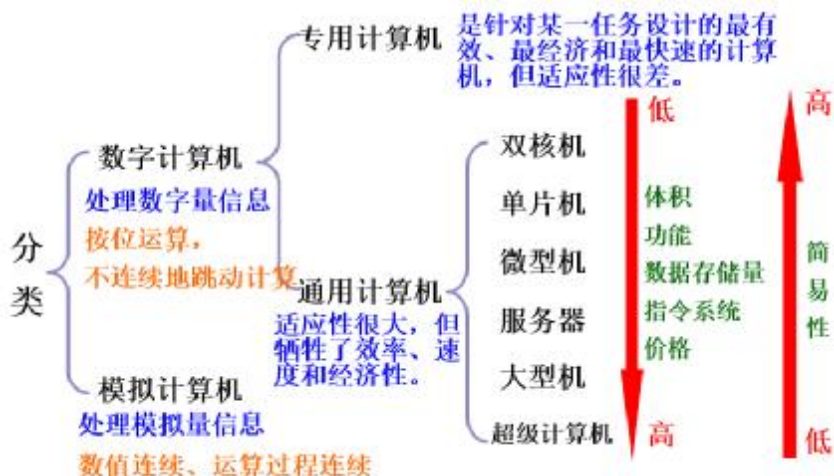 专用计算机
是针对某一任务设计的最有
效、最经济和最快速的计算
机，但适应性很差。
分
类
数字计算机
处理数字量信息
按位运算，
不连续地跳动计算
通用计算机
适应性很大，但
牺牲了效率、速
度和经济性。
双核机
单片机
微型机
服务器
大型机
超级计算机
低
体积
功能
数据存储量
指令系统
价格
高
高
简
易
性
低
模拟计算机
处理模拟量信息
数值连续、运算过程连续